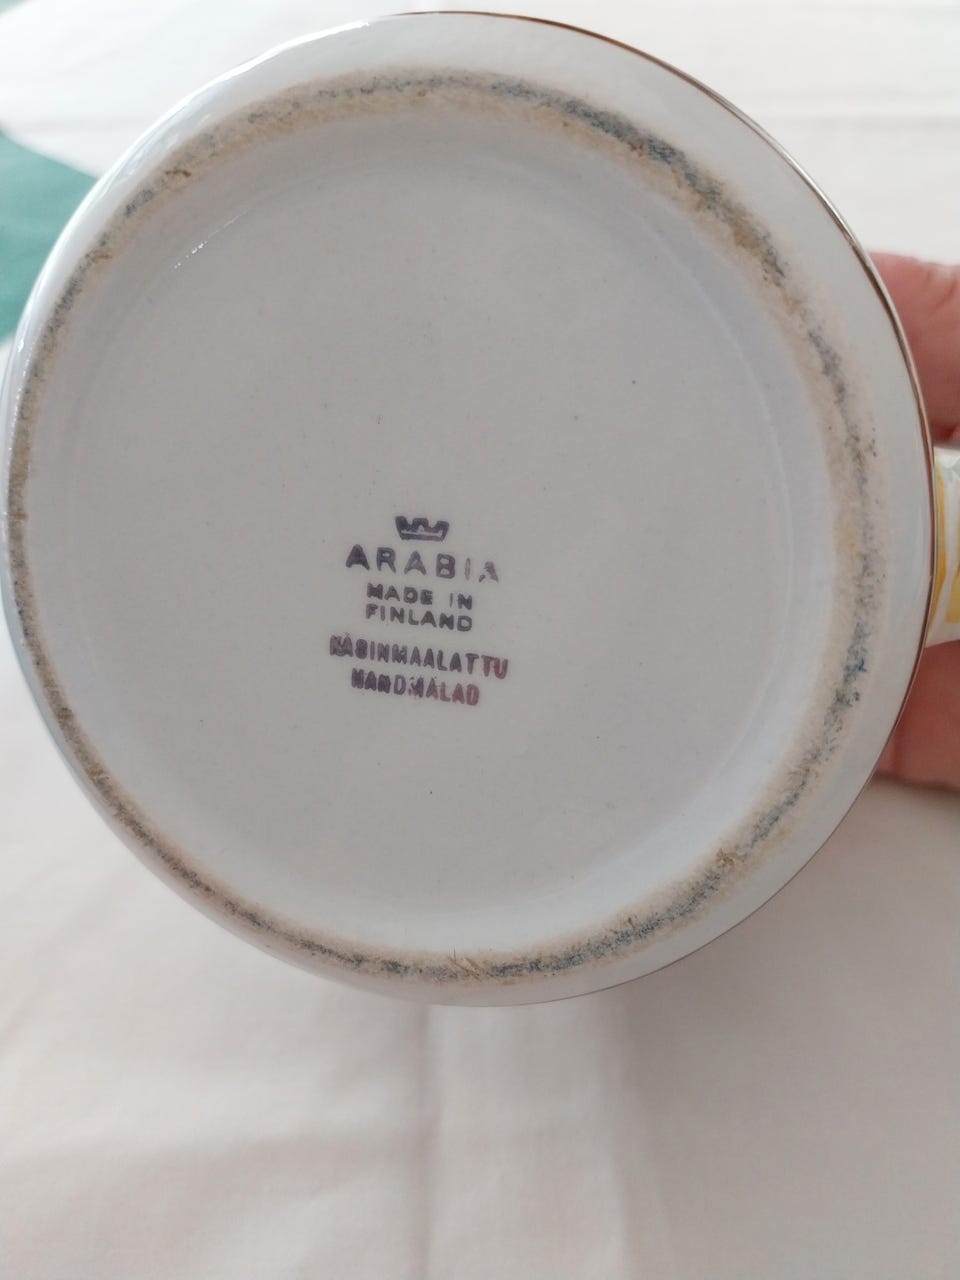 ARABIA
MADE IN
FINLAND
KÄSINMAALATTU
HANDMÅLAD